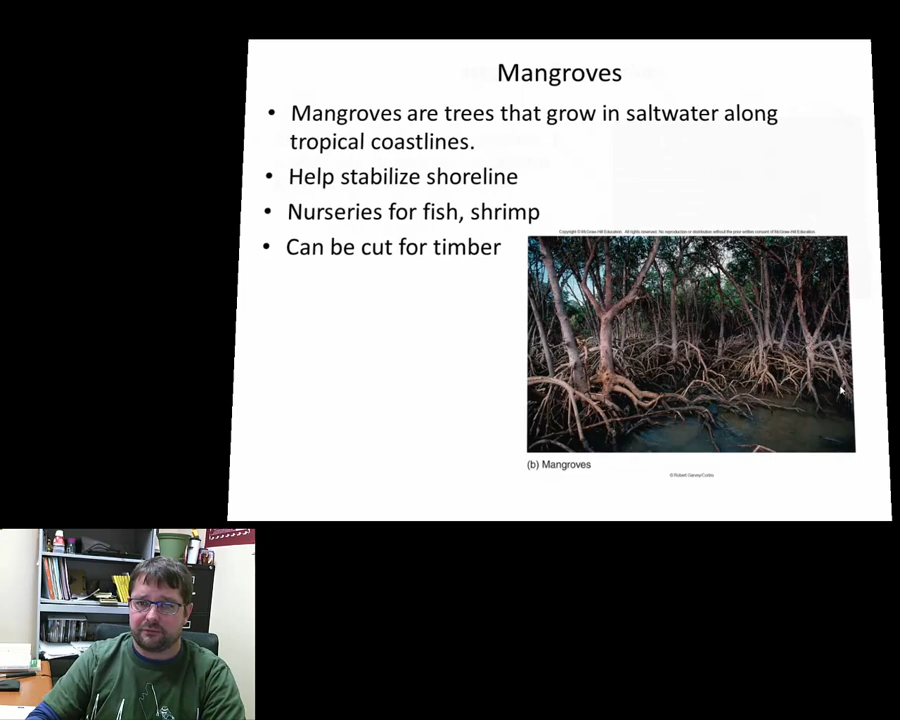 Mangroves
• Mangroves are trees that grow in saltwater along
tropical coastlines.
• Help stabilize shoreline
• Nurseries for fish, shrimp
• Can be cut for timber
Copyright © McGraw-Hill Education. All rights reserved. No reproduction or distribution without the prior written consent of McGraw-Hill Education.
(b) Mangroves
© Robert Garvey/Corbis